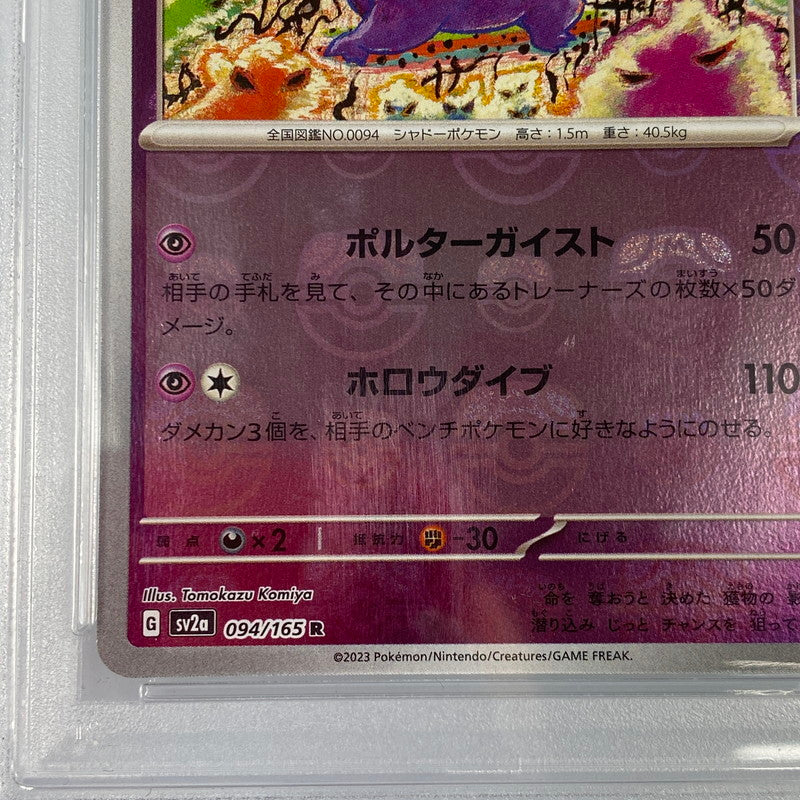 全国図鑑NO.0094 シャドーポケモン 高さ：1.5m 重さ：40.5kg
ポルターガイスト 50
相手の手札を見て、その中にあるトレーナーズの枚数×50ダ
メージ。
ホロウダイブ 110
ダメカン3個を、相手のベンチポケモンに好きなようにのせる。
弱点 ×2 抵抗力 -30 にげる
Illus. Tomokazu Komiya
命を奪おうと 決めた 獲物の 影
G sv2a 094/165 R
潜り込み じっと チャンスを 狙って
©2023 Pokémon/Nintendo/Creatures/GAME FREAK.